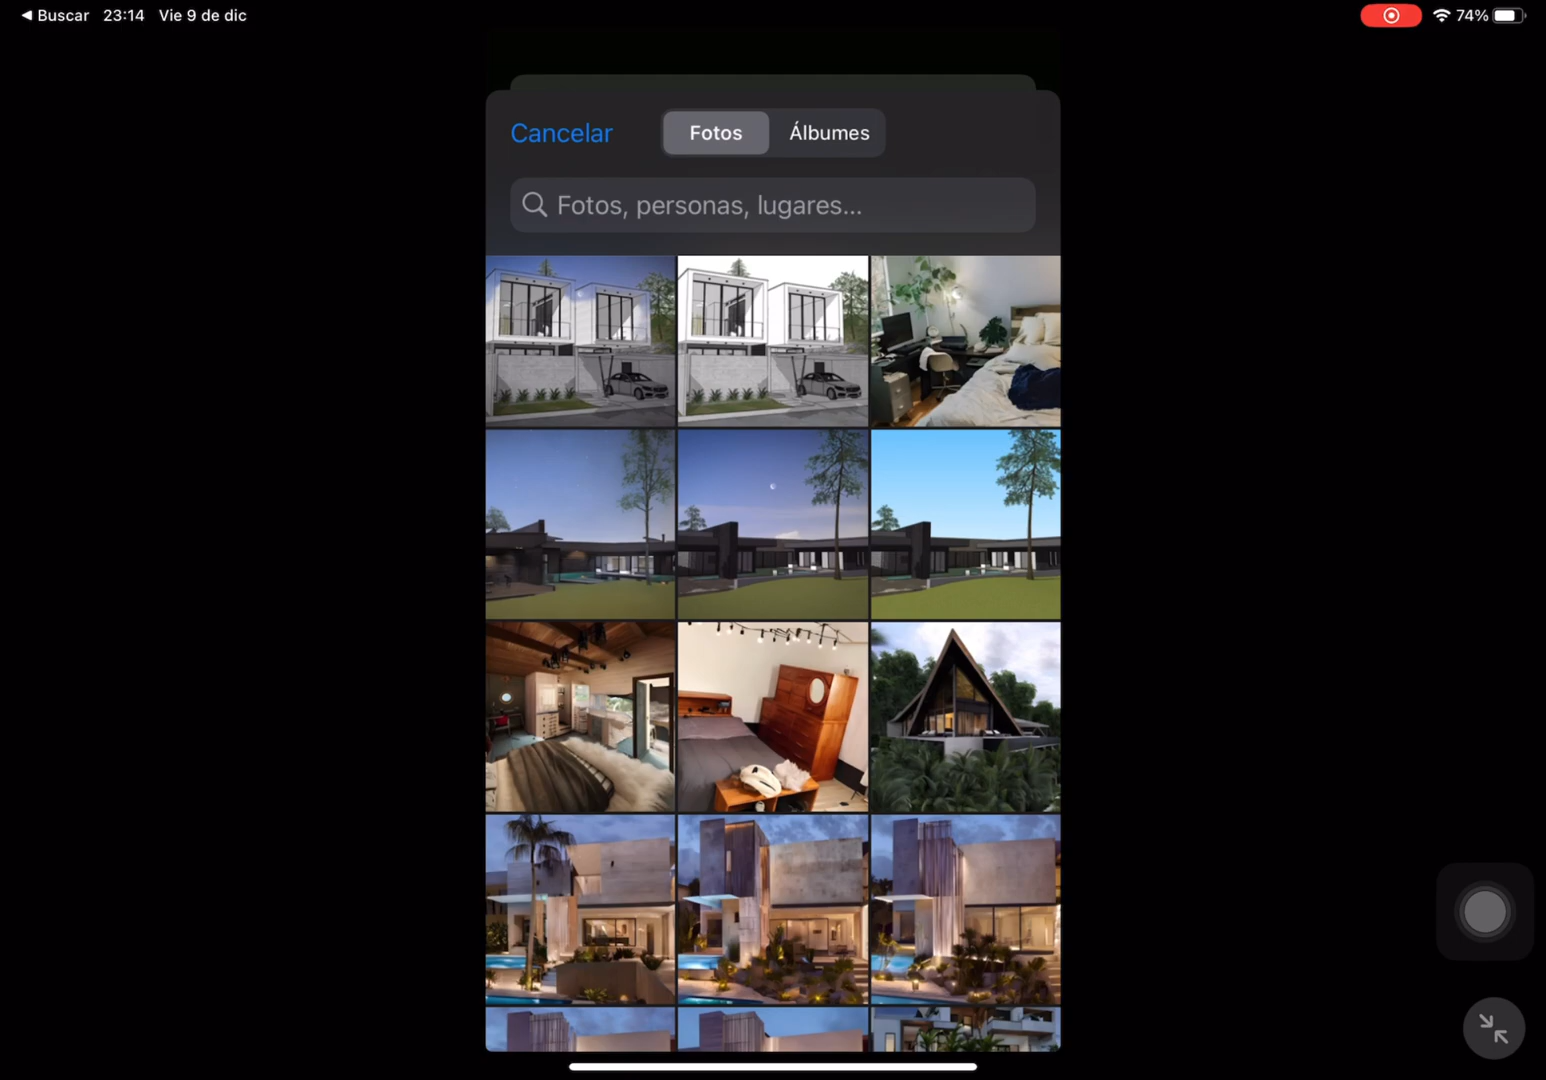 ◀ Buscar 23:14 Vie 9 de dic
74%
Cancelar
Fotos
Álbumes
Fotos, personas, lugares...